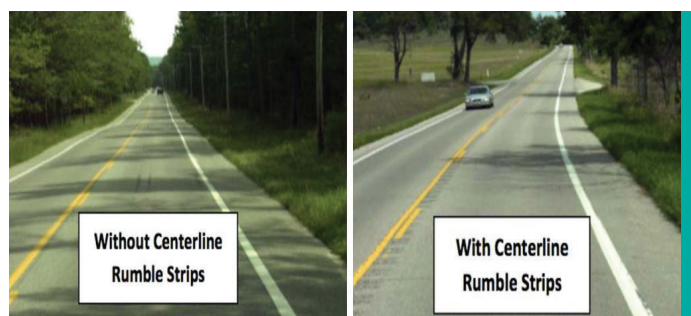 Without Centerline
Rumble Strips
With Centerline
Rumble Strips